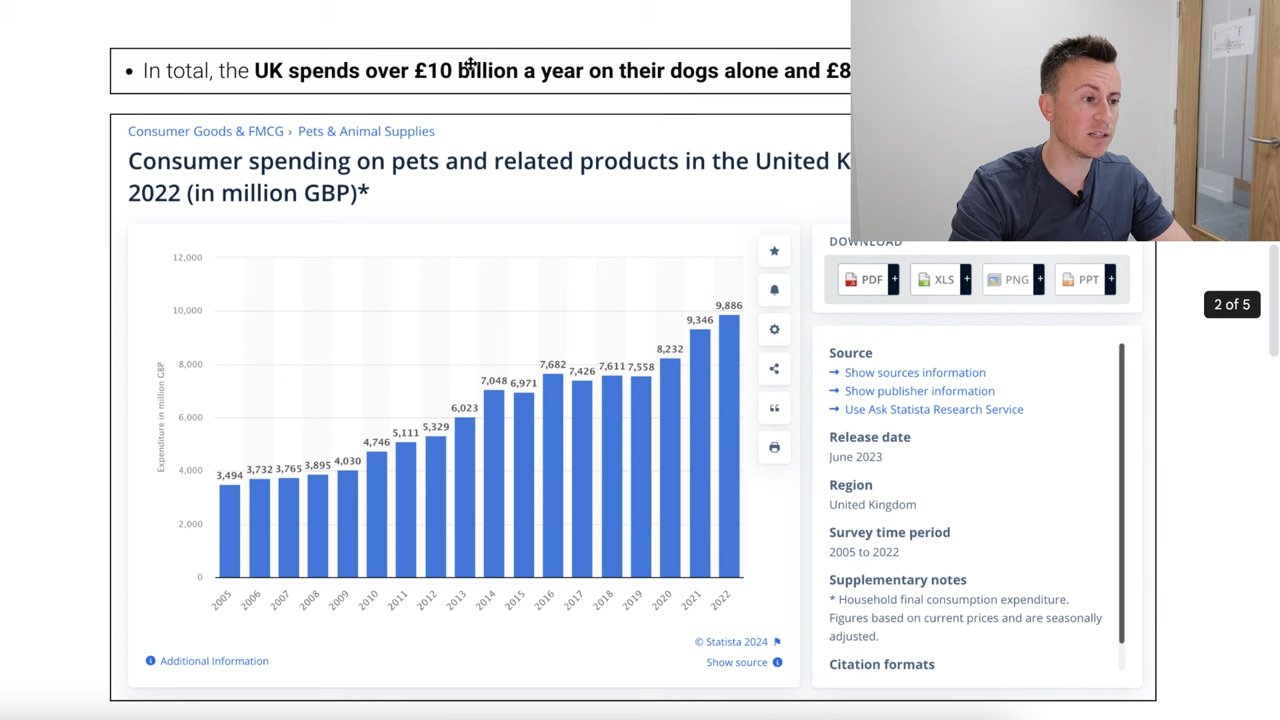 • In total, the UK spends over £10 billion a year on their dogs alone and £8
Consumer Goods & FMCG › Pets & Animal Supplies
Consumer spending on pets and related products in the United K
2022 (in million GBP)*
12,000
10,000
8,000
6,000
4,000
2,000
0
Expenditure in million GBP
3,494
3,732
3,765
3,895
4,030
4,746
5,111
5,329
6,023
7,048
6,971
7,682
7,426
7,611
7,558
8,232
9,346
9,886
2005
2006
2007
2008
2009
2010
2011
2012
2013
2014
2015
2016
2017
2018
2019
2020
2021
2022
© Statista 2024
Additional Information
Show source
DOWNLOAD
PDF +
XLS +
PNG +
PPT +
Source
→ Show sources information
→ Show publisher information
→ Use Ask Statista Research Service
Release date
June 2023
Region
United Kingdom
Survey time period
2005 to 2022
Supplementary notes
* Household final consumption expenditure.
Figures based on current prices and are seasonally
adjusted.
Citation formats
2 of 5